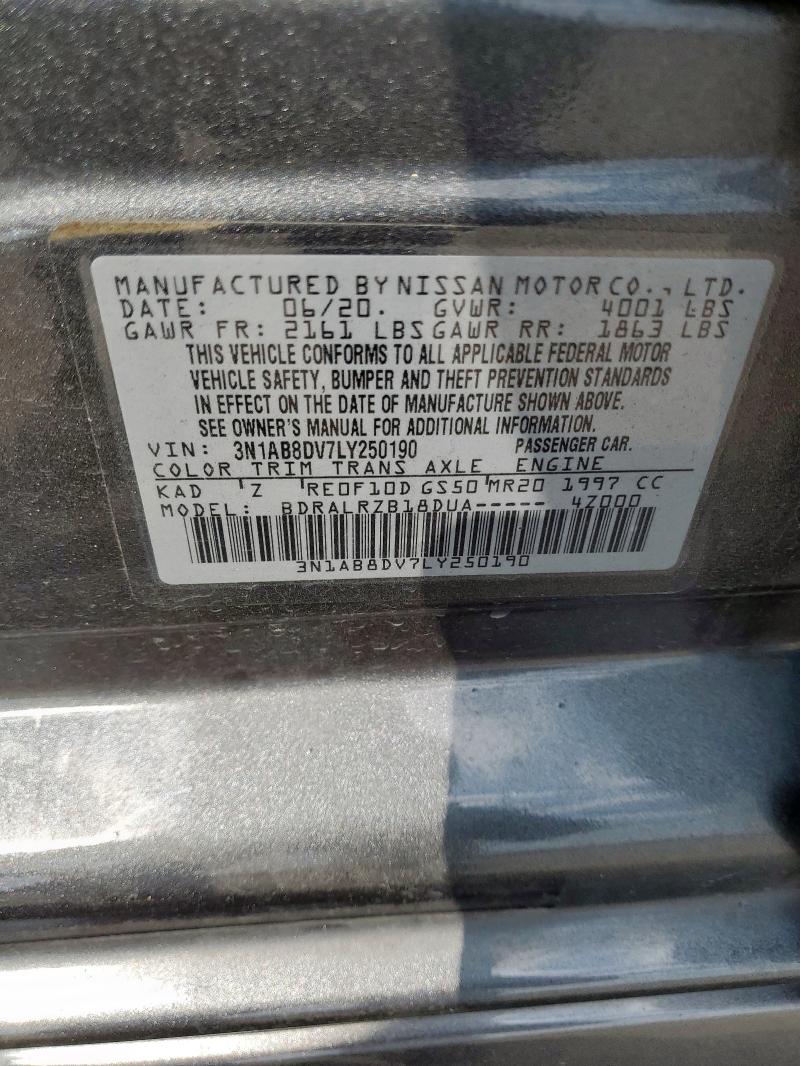 MANUFACTURED BY NISSAN MOTOR CO., LTD.
DATE: 06/20. GVWR: 4001 LBS
GAWR FR: 2161 LBS GAWR RR: 1863 LBS
THIS VEHICLE CONFORMS TO ALL APPLICABLE FEDERAL MOTOR
VEHICLE SAFETY, BUMPER AND THEFT PREVENTION STANDARDS
IN EFFECT ON THE DATE OF MANUFACTURE SHOWN ABOVE.
SEE OWNER'S MANUAL FOR ADDITIONAL INFORMATION.
VIN: 3N1AB8DV7LY250190 PASSENGER CAR.
COLOR TRIM TRANS AXLE ENGINE
KAD Z RE0F10D GS50 MR20 1997 CC
MODEL: BDRALRZB18DUA----- 4Z000
3N1AB8DV7LY250190